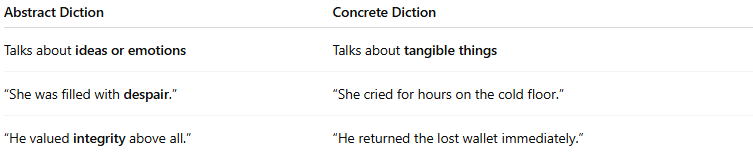 Abstract Diction Concrete Diction
Talks about ideas or emotions Talks about tangible things
“She was filled with despair.” “She cried for hours on the cold floor.”
“He valued integrity above all.” “He returned the lost wallet immediately.”